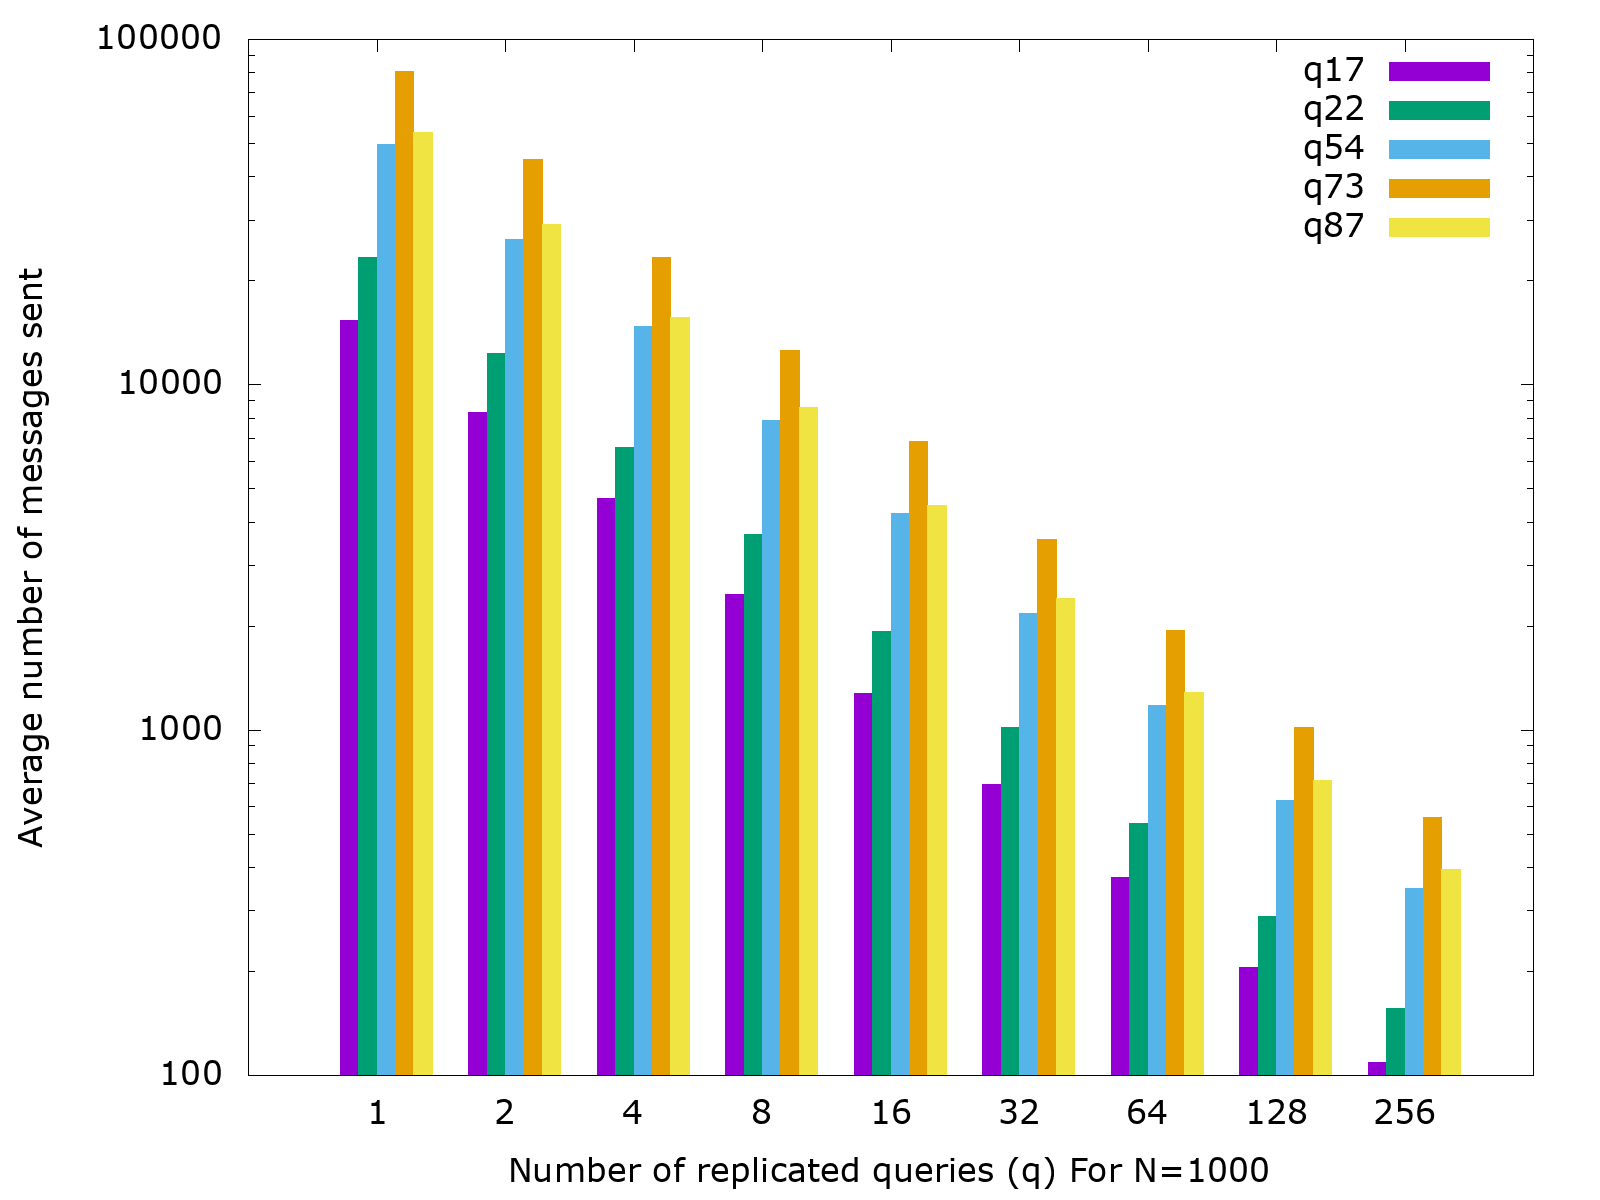 100000
10000
1000
100
Average number of messages sent
q17
q22
q54
q73
q87
1 2 4 8 16 32 64 128 256
Number of replicated queries (q) For N=1000